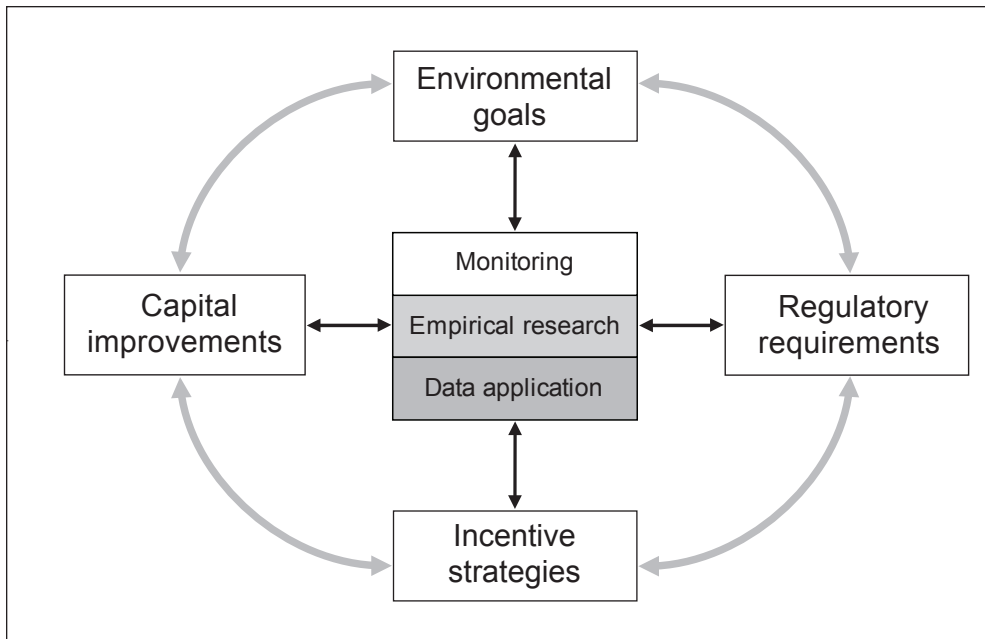 Environmental
goals
Monitoring
Capital
improvements
Empirical research
Regulatory
requirements
Data application
Incentive
strategies